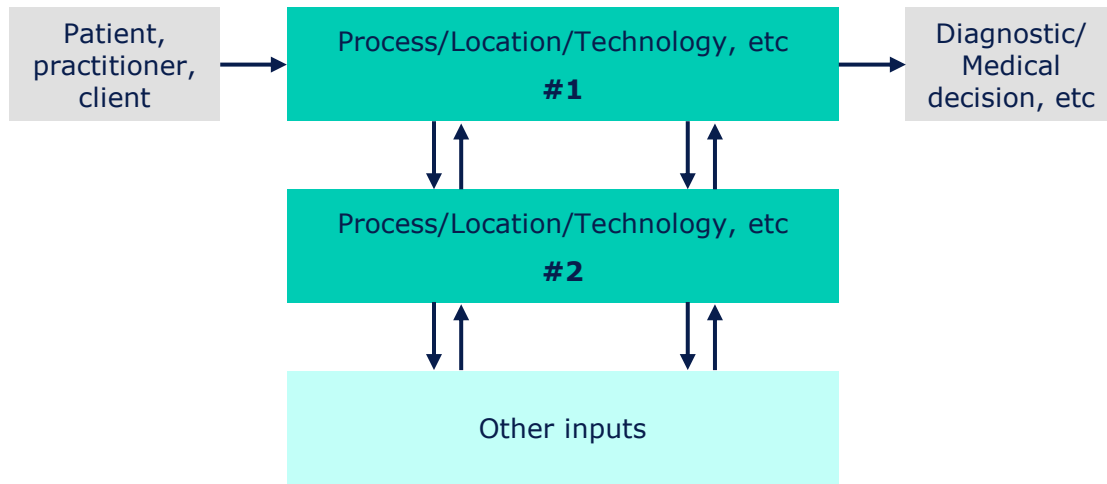 Patient,
practitioner,
client
Process/Location/Technology, etc
#1
Diagnostic/
Medical
decision, etc
Process/Location/Technology, etc
#2
Other inputs